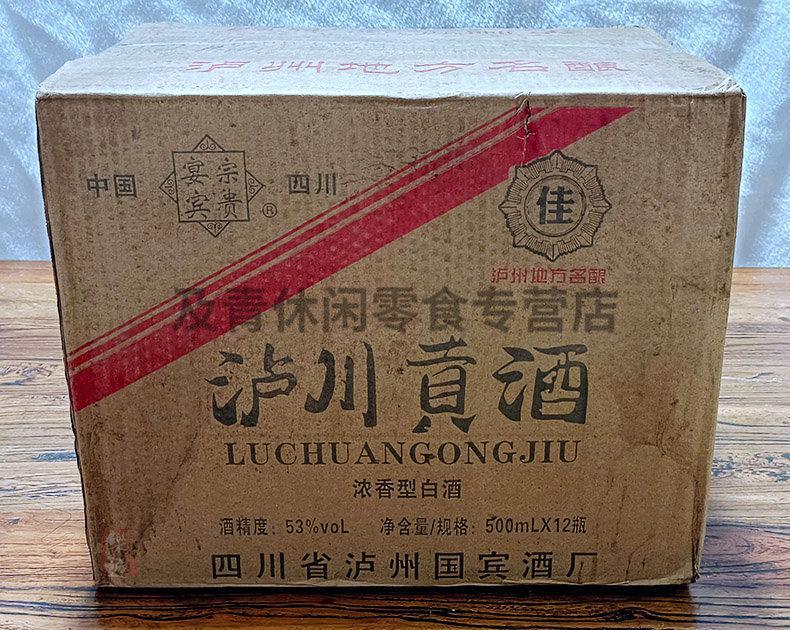 泸州地方名酿
中国
宴宗
宾贵
®
四川
佳
泸州地方名酿
及青休闲零食专营店
泸川贡酒
LUCHUANGONGJIU
浓香型白酒
酒精度：53%voL 净含量/规格：500mLX12瓶
四川省泸州国宾酒厂